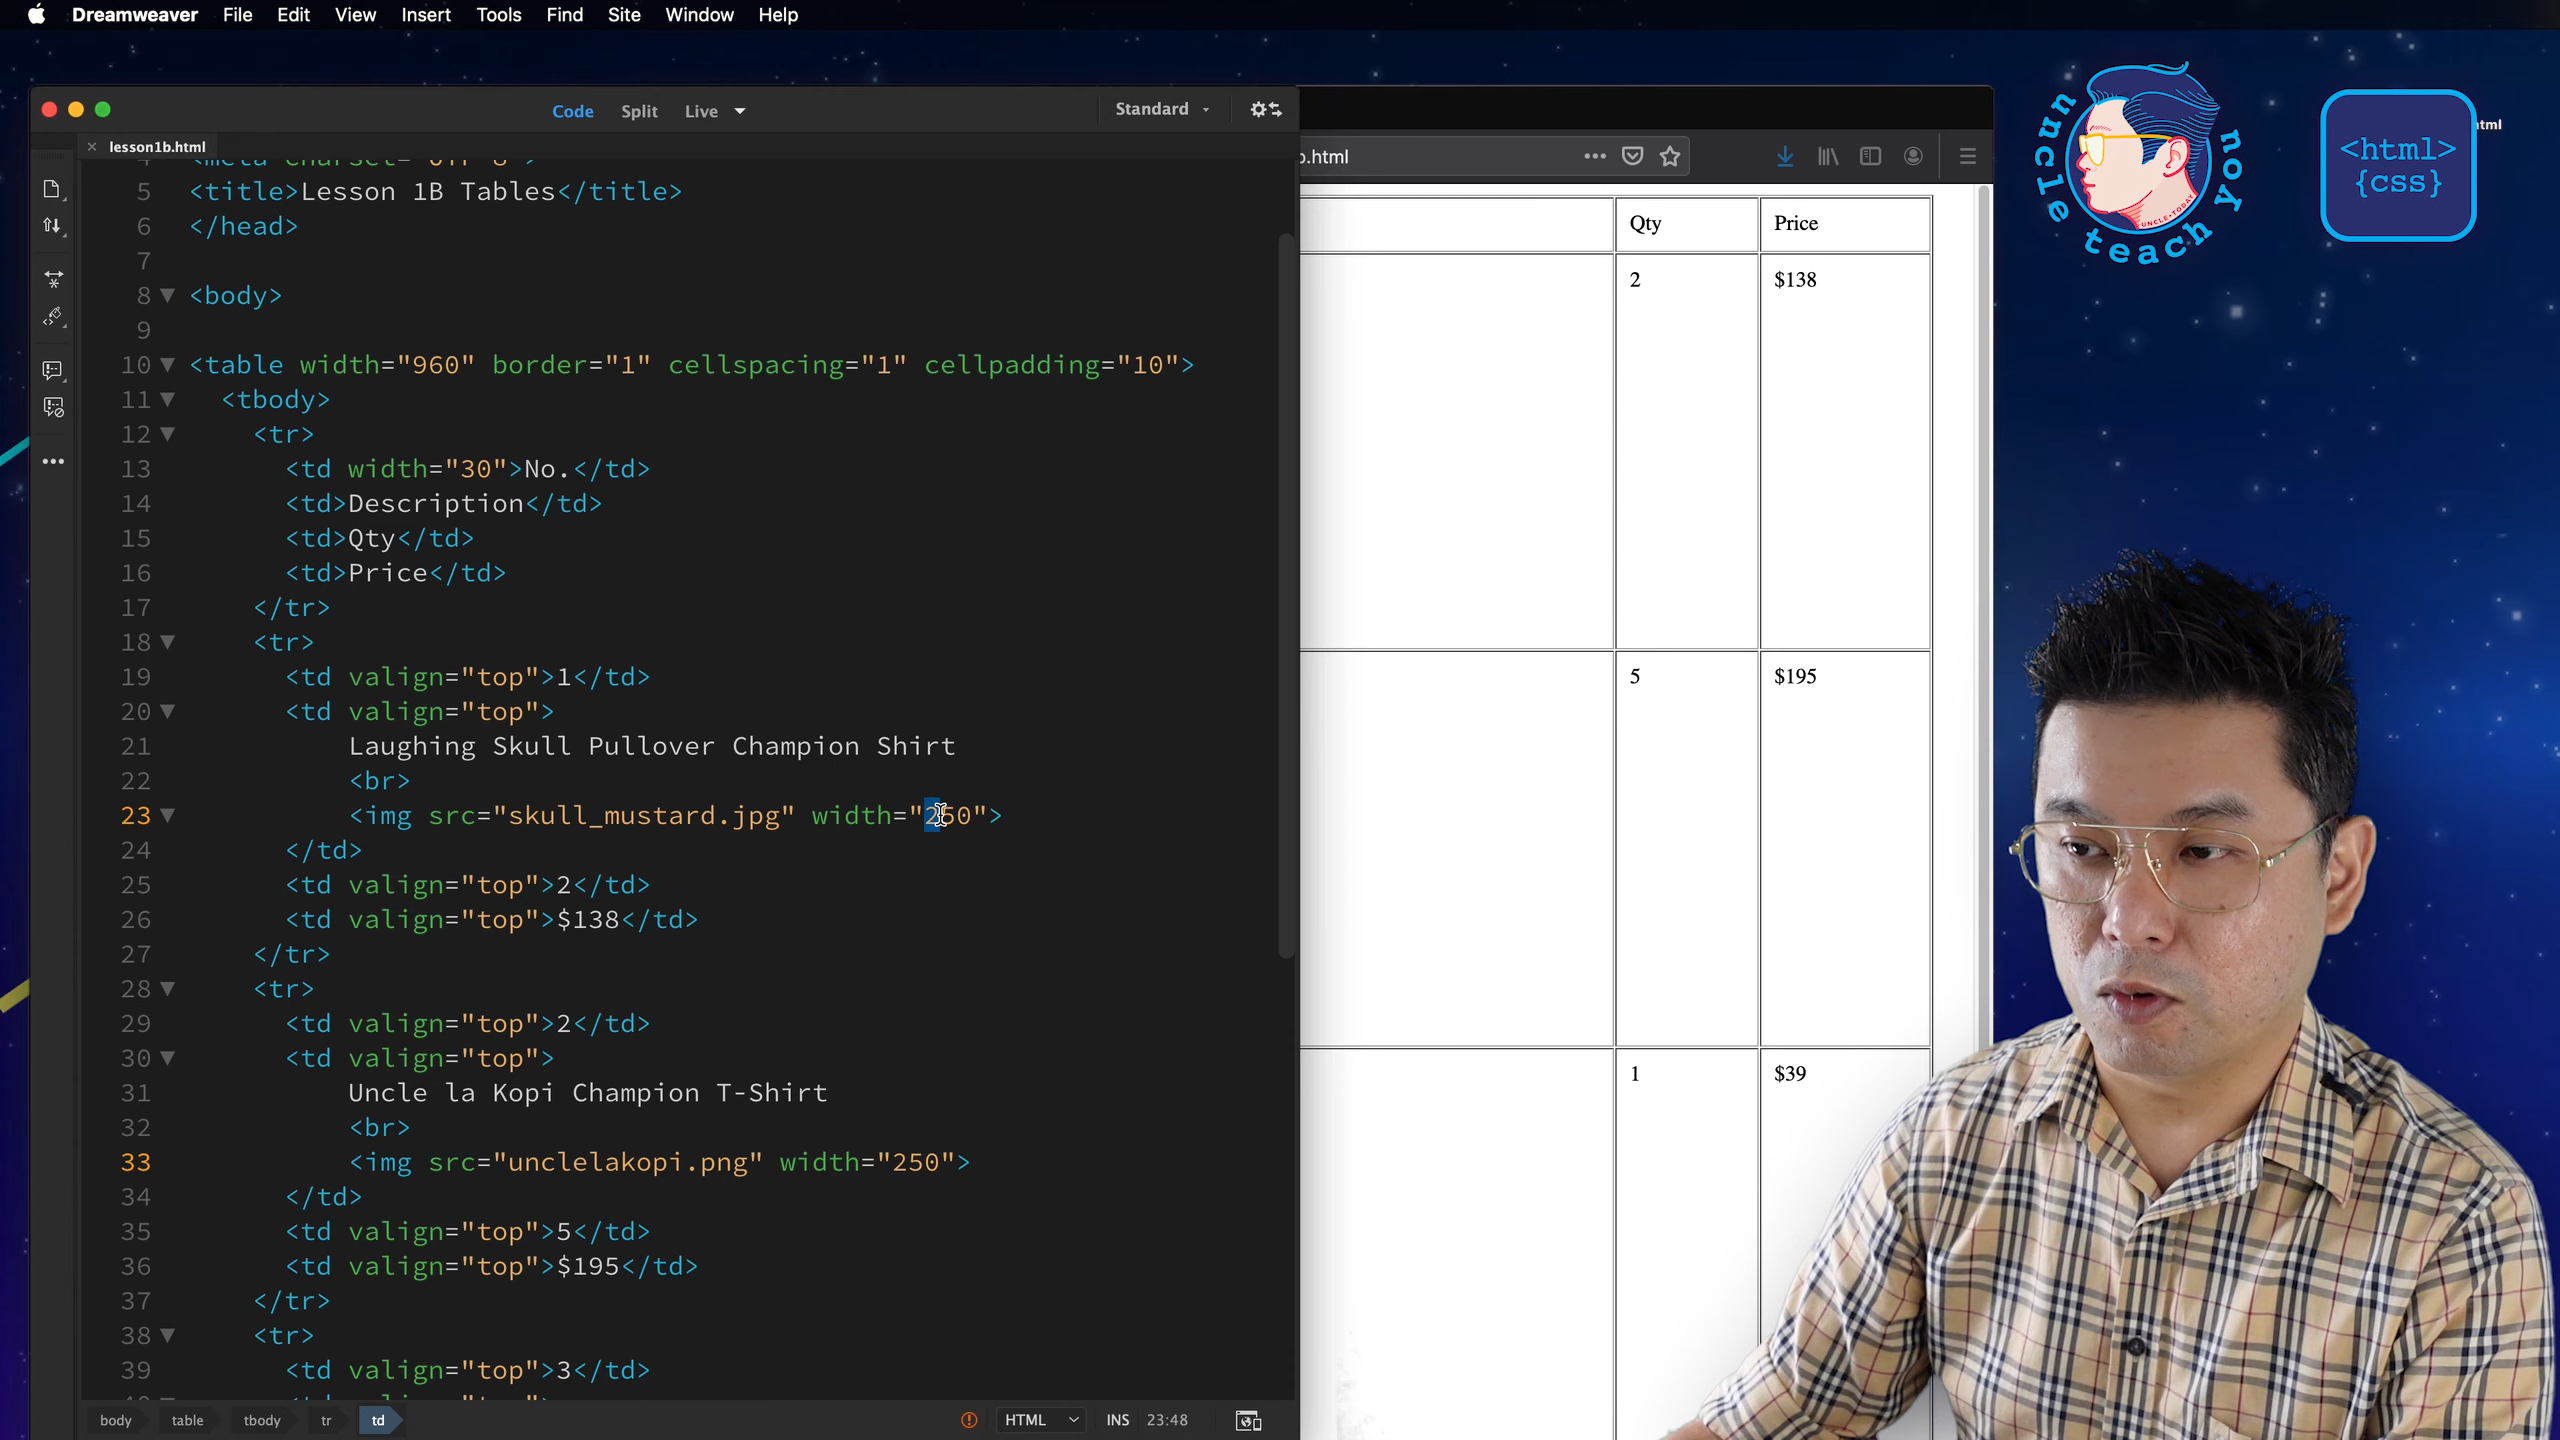 Dreamweaver File Edit View Insert Tools Find Site Window Help
Code Split Live Standard
lesson1b.html
b.html
html
uncle teach you
UNCLE.TODAY
<html>
{css}
4 <meta charset="UTF-8">
5 <title>Lesson 1B Tables</title>
6 </head>
7
8 <body>
9
10 <table width="960" border="1" cellspacing="1" cellpadding="10">
11 <tbody>
12 <tr>
13 <td width="30">No.</td>
14 <td>Description</td>
15 <td>Qty</td>
16 <td>Price</td>
17 </tr>
18 <tr>
19 <td valign="top">1</td>
20 <td valign="top">
21 Laughing Skull Pullover Champion Shirt
22 <br>
23 <img src="skull_mustard.jpg" width="250">
24 </td>
25 <td valign="top">2</td>
26 <td valign="top">$138</td>
27 </tr>
28 <tr>
29 <td valign="top">2</td>
30 <td valign="top">
31 Uncle la Kopi Champion T-Shirt
32 <br>
33 <img src="unclelakopi.png" width="250">
34 </td>
35 <td valign="top">5</td>
36 <td valign="top">$195</td>
37 </tr>
38 <tr>
39 <td valign="top">3</td>
body table tbody tr td HTML INS 23:48
Qty Price
2 $138
5 $195
1 $39